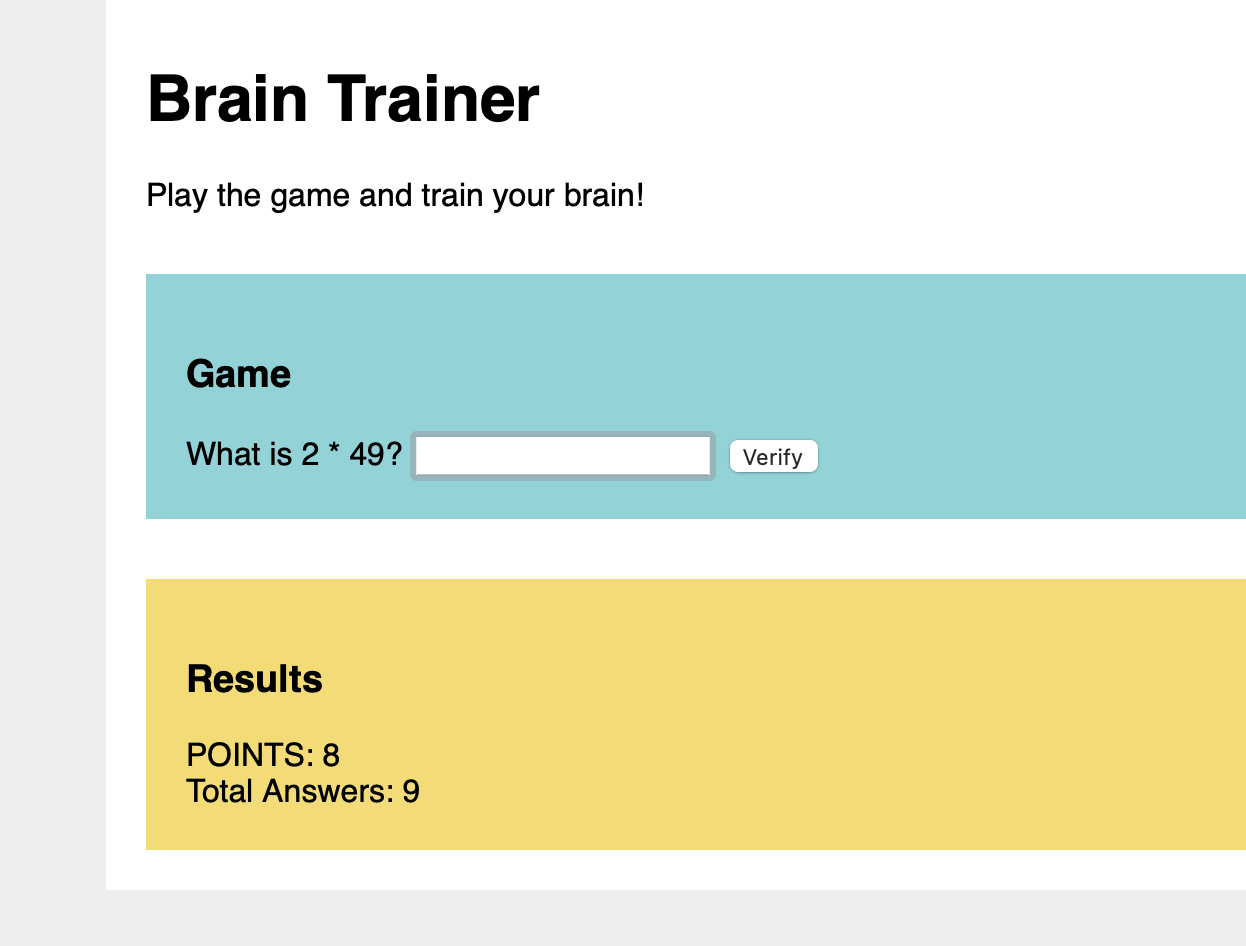 Brain Trainer
Play the game and train your brain!
Game
What is 2 * 49? Verify
Results
POINTS: 8
Total Answers: 9